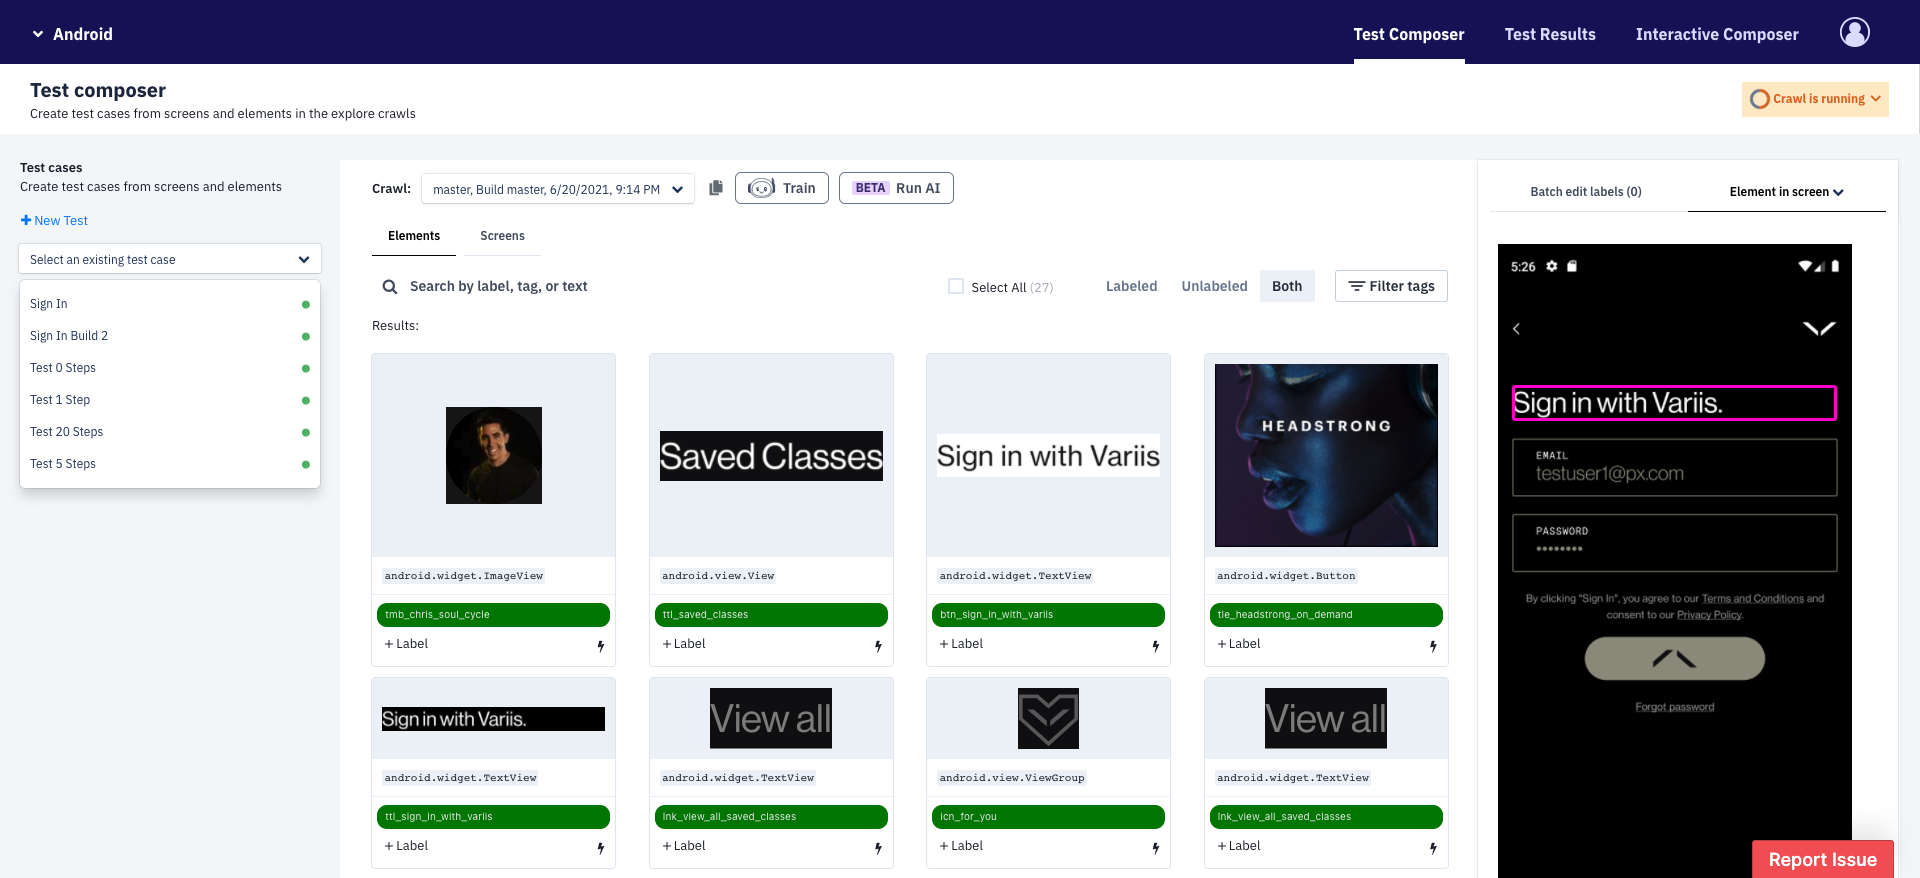 Android
Test Composer
Test Results
Interactive Composer
Test composer
Create test cases from screens and elements in the explore crawls
Crawl is running
Test cases
Create test cases from screens and elements
+ New Test
Select an existing test case
Sign In
Sign In Build 2
Test 0 Steps
Test 1 Step
Test 20 Steps
Test 5 Steps
Crawl:
master, Build master, 6/20/2021, 9:14 PM
Train
BETA Run AI
Elements
Screens
Search by label, tag, or text
Select All (27)
Labeled
Unlabeled
Both
Filter tags
Results:
Saved Classes
Sign in with Variis
HEADSTRONG
android.widget.ImageView
android.view.View
android.widget.TextView
android.widget.Button
tmb_chris_soul_cycle
ttl_saved_classes
btn_sign_in_with_variis
tle_headstrong_on_demand
+ Label
+ Label
+ Label
+ Label
Sign in with Variis.
View all
View all
android.widget.TextView
android.widget.TextView
android.view.ViewGroup
android.widget.TextView
ttl_sign_in_with_variis
lnk_view_all_saved_classes
icn_for_you
lnk_view_all_saved_classes
+ Label
+ Label
+ Label
+ Label
Batch edit labels (0)
Element in screen
5:26
Sign in with Variis.
EMAIL
testuser1@px.com
PASSWORD
By clicking "Sign In", you agree to our Terms and Conditions and
consent to our Privacy Policy.
Forgot password
Report Issue